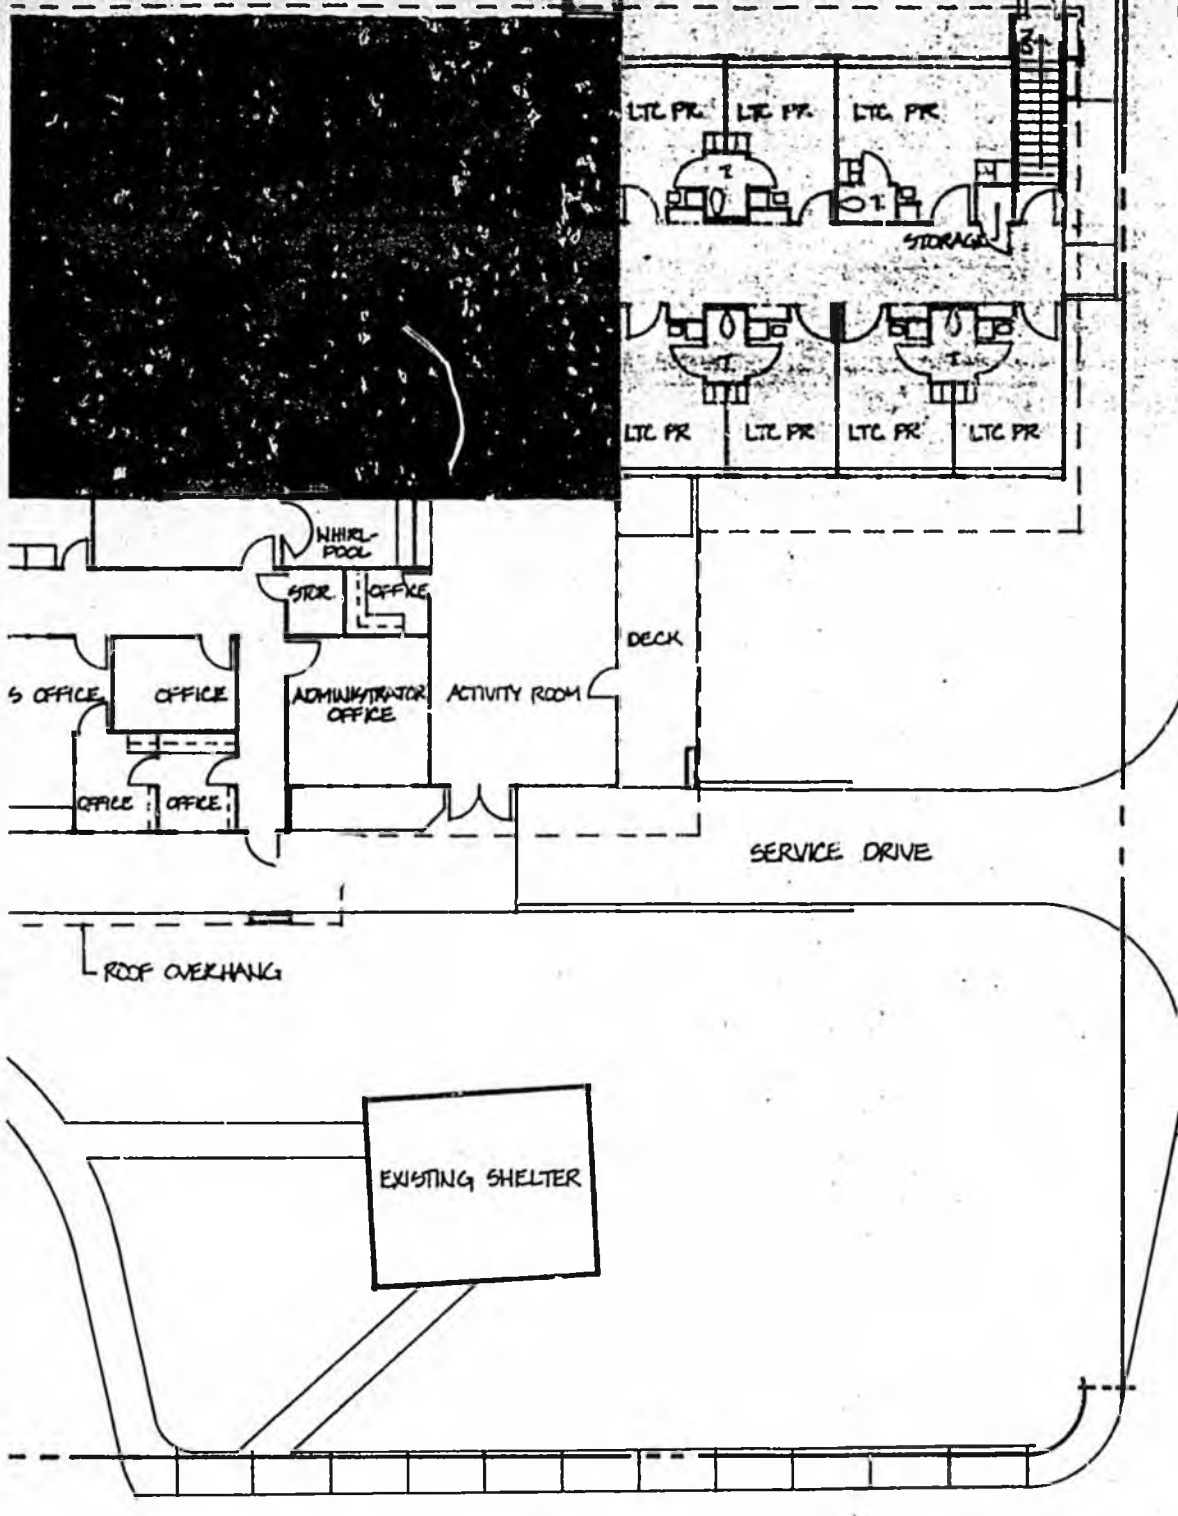 DN
LTC PR. LTC PR. LTC PR
T
T.
STORAGE
T
T
LTC PR LTC PR LTC PR LTC PR
WHIRL-
POOL
STOR. OFFICE
DECK
S OFFICE OFFICE ADMINISTRATOR
OFFICE
ACTIVITY ROOM
OFFICE OFFICE
SERVICE DRIVE
ROOF OVERHANG
EXISTING SHELTER